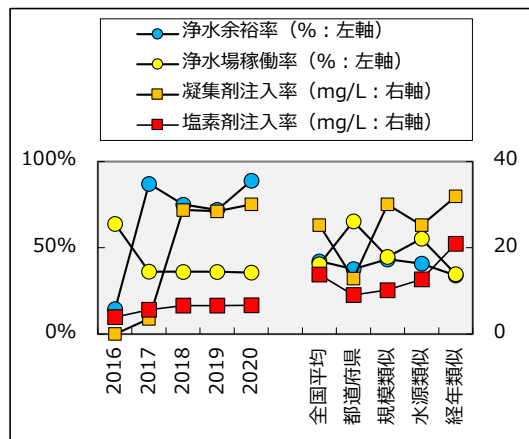 浄水余裕率（%：左軸）
浄水場稼働率（%：左軸）
凝集剤注入率（mg/L：右軸）
塩素剤注入率（mg/L：右軸）
100%
50%
0%
40
20
0
2016
2017
2018
2019
2020
全国平均
都道府県
規模類似
水源類似
経年類似